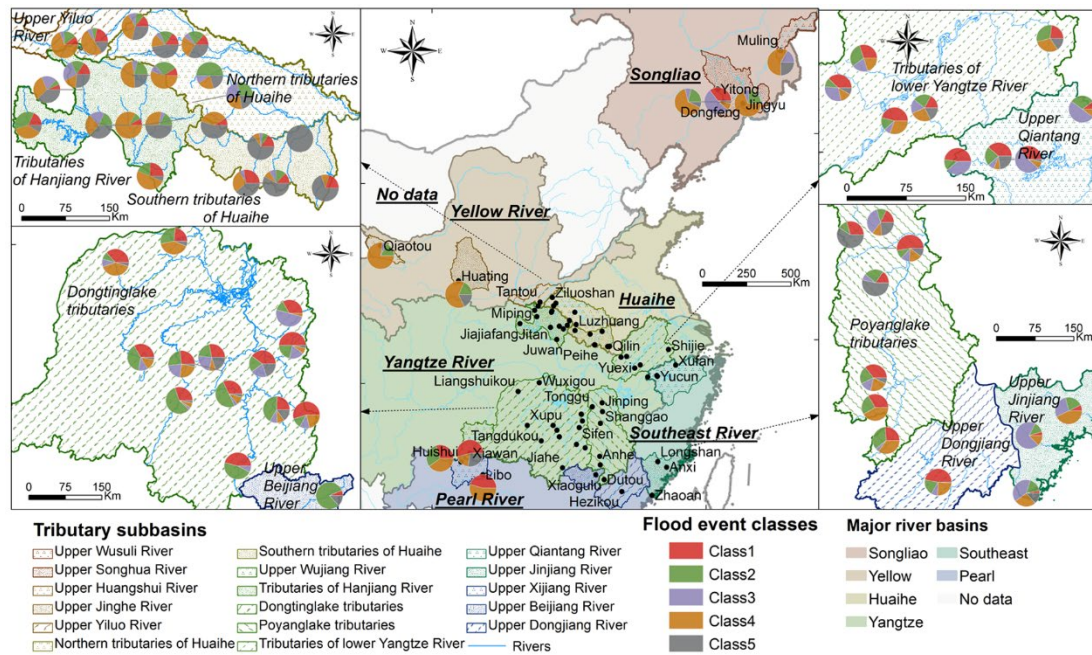 Upper Yiluo
River
Northern tributaries
of Huaihe
Tributaries
of Hanjiang River
Southern tributaries
of Huaihe
0 75 150
Km
Dongtinglake
tributaries
Upper
Beijiang
River
0 75 150
Km
No data
Songliao
Muling
Yitong
Dongfeng
Jingyu
Yellow River
Qiaotou
Huating
0 250 500
Km
Tantou
Ziluoshan
Huaihe
Miping
Luzhuang
JiajiafangJitan
Juwan
Peihe
Qilin
Shijie
Yangtze River
Yuexi
Xufan
Yucun
Liangshuikou
Wuxigou
Tonggu
Jinping
Xupu
Shanggao
Tangdukou
Sifen
Southeast River
Huishui
Xiawan
Jiahe
Anhe
Longshan
Anxi
Libo
Xiaogulu
Dutou
Hezikou
Zhaoan
Pearl River
Tributaries of
lower Yangtze River
Upper
Qiantang
River
0 75 150
Km
Poyanglake
tributaries
Upper
Jinjiang
River
Upper
Dongjiang
River
0 75 150
Km
Tributary subbasins
Upper Wusuli River
Upper Songhua River
Upper Huangshui River
Upper Jinghe River
Upper Yiluo River
Northern tributaries of Huaihe
Southern tributaries of Huaihe
Upper Wujiang River
Tributaries of Hanjiang River
Dongtinglake tributaries
Poyanglake tributaries
Tributaries of lower Yangtze River
Upper Qiantang River
Upper Jinjiang River
Upper Xijiang River
Upper Beijiang River
Upper Dongjiang River
Rivers
Flood event classes
Class1
Class2
Class3
Class4
Class5
Major river basins
Songliao
Yellow
Huaihe
Yangtze
Southeast
Pearl
No data